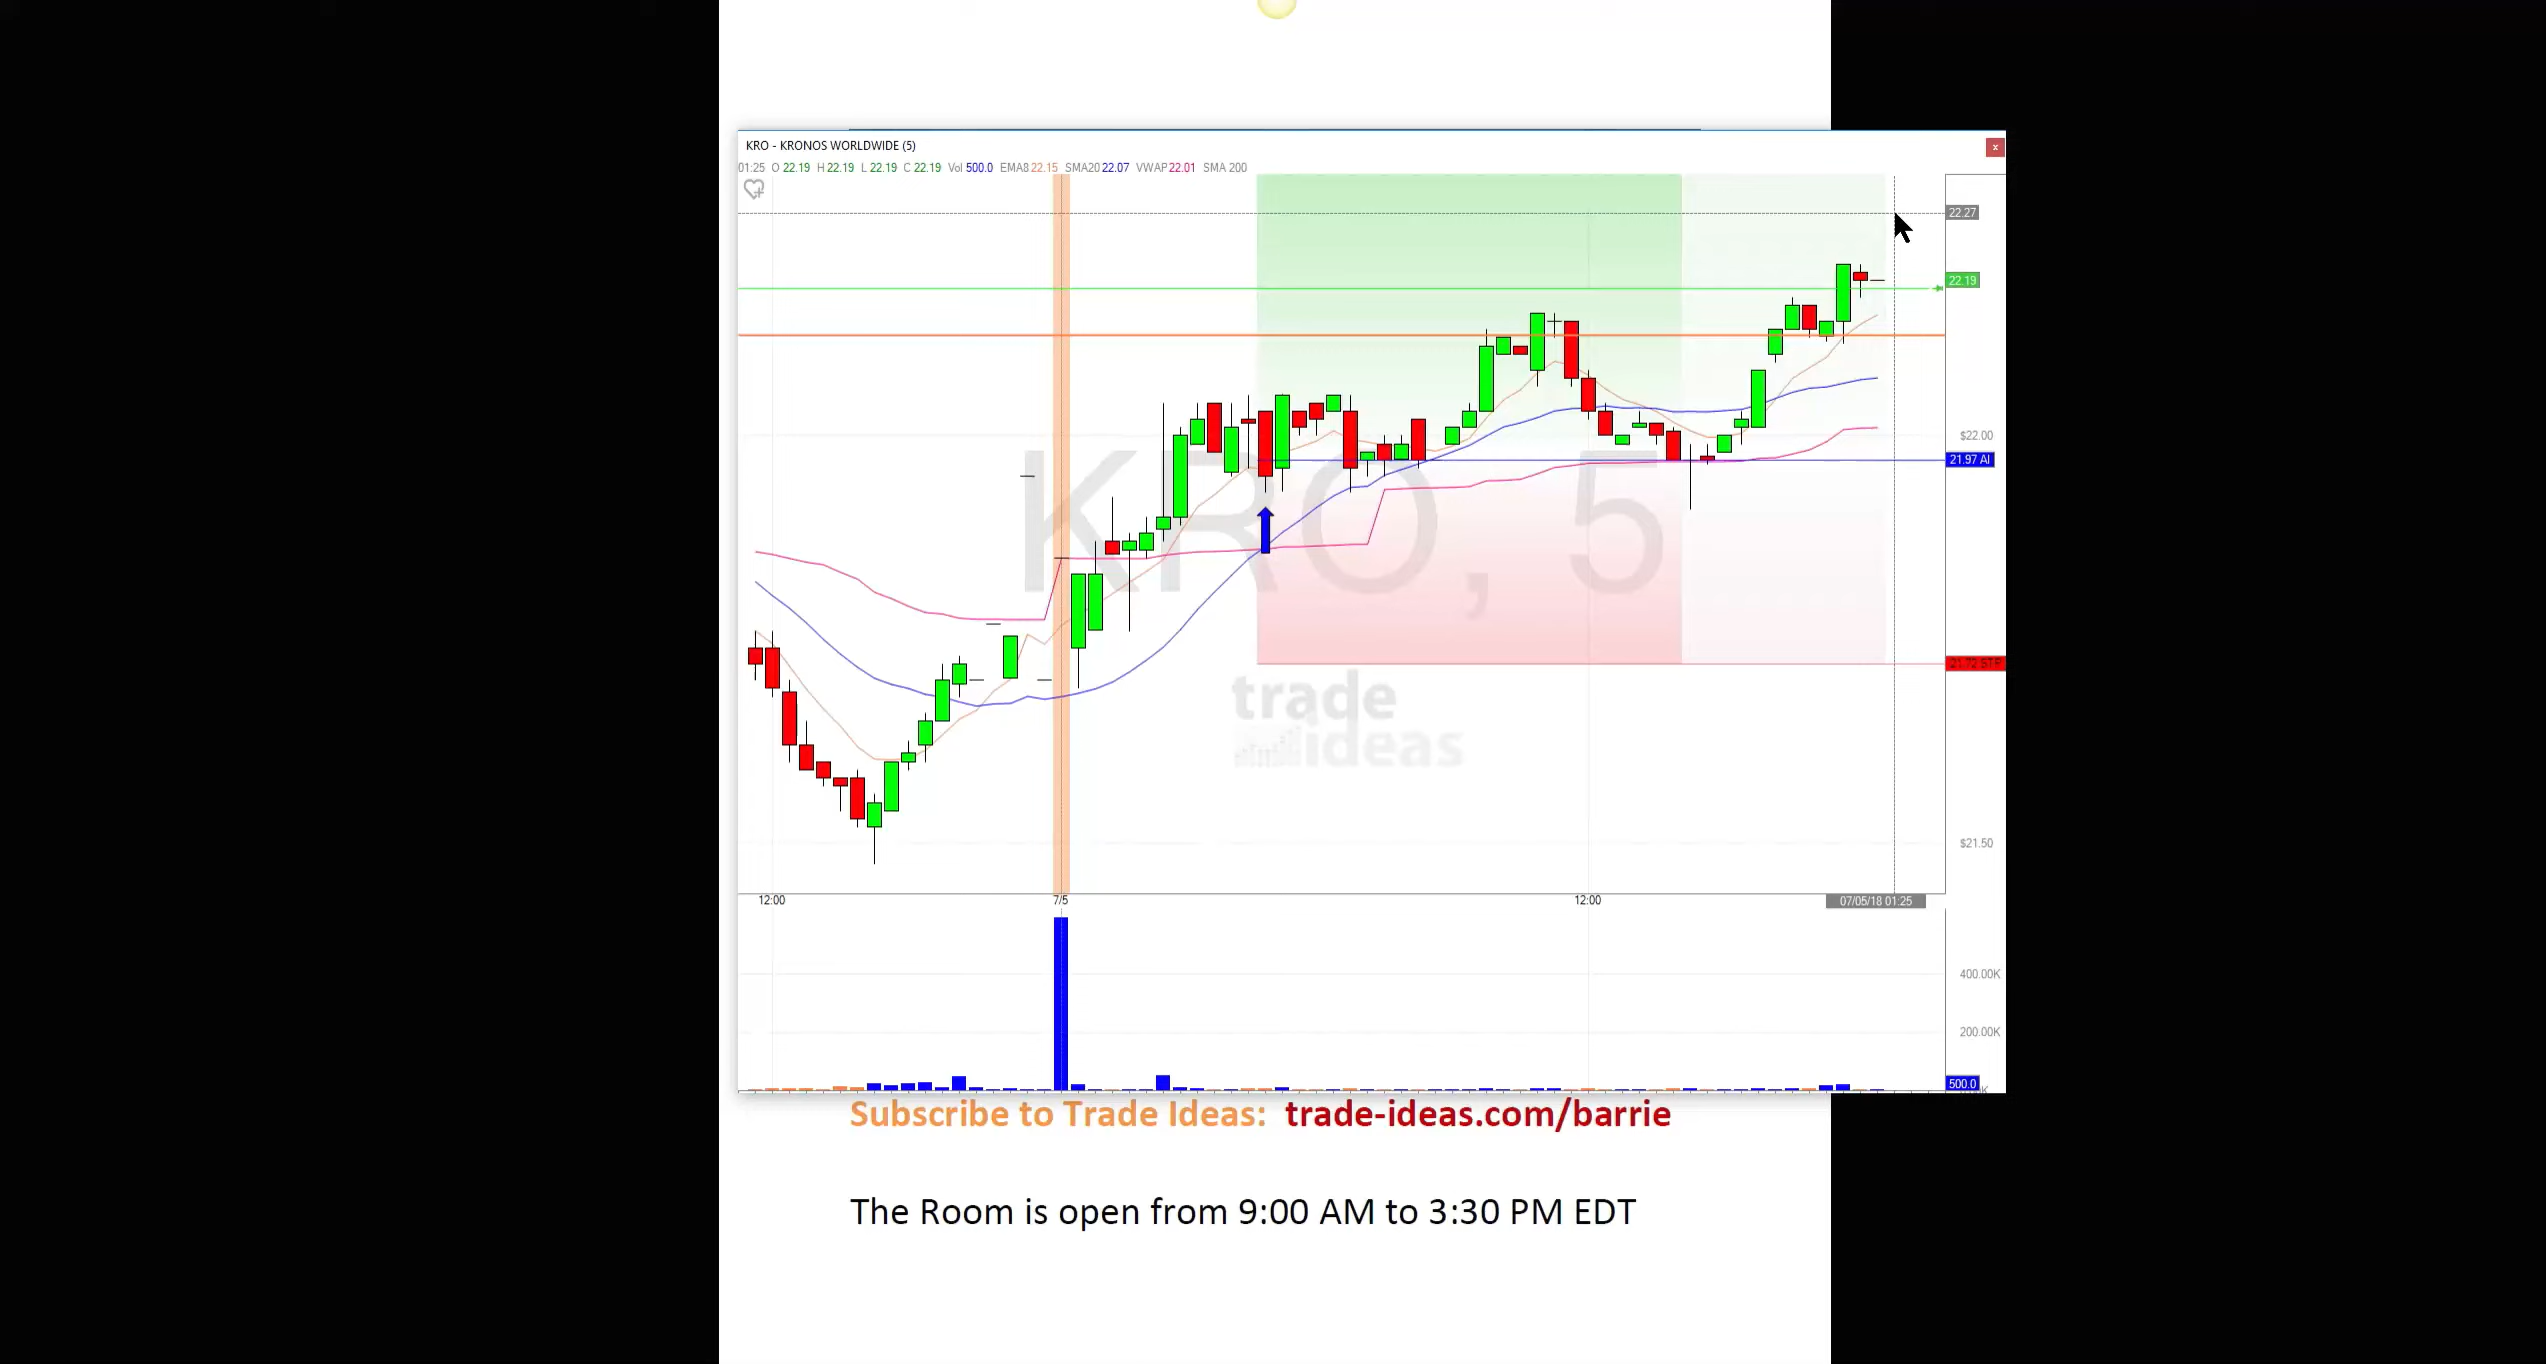 KRO - KRONOS WORLDWIDE (5)
01:25 O 22.19 H 22.19 L 22.19 C 22.19 Vol 500.0 EMA8 22.15 SMA20 22.07 VWAP 22.01 SMA 200
22.27
22.19
$22.00
21.97 AI
KRO, 5
21.72 STP
trade
ideas
$21.50
12:00 7/5 12:00 07/05/18 01:25
400.00K
200.00K
500.0
Subscribe to Trade Ideas: trade-ideas.com/barrie
The Room is open from 9:00 AM to 3:30 PM EDT